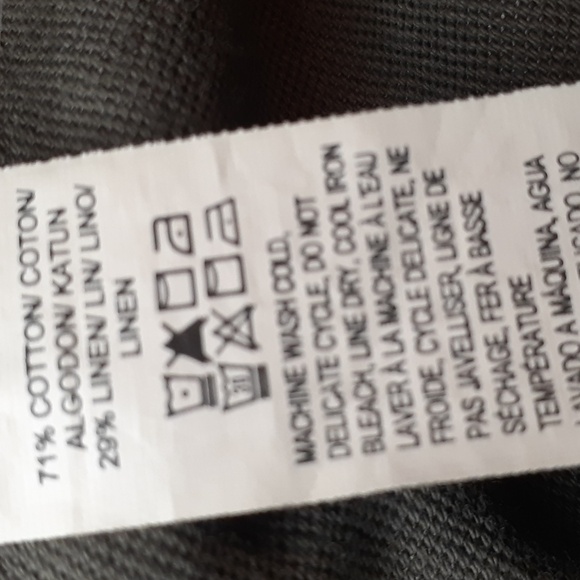 71% COTTON/ COTON/
ALGODON/ KATUN
29% LINEN/ LIN/ LINO/
LINEN
MACHINE WASH COLD,
DELICATE CYCLE, DO NOT
BLEACH, LINE DRY, COOL IRON
LAVER À LA MACHINE À L'EAU
FROIDE, CYCLE DELICATE, NE
PAS JAVELLISER, LIGNE DE
SÉCHAGE, FER À BASSE
TEMPÉRATURE
LAVADO A MÁQUINA, AGUA
NO